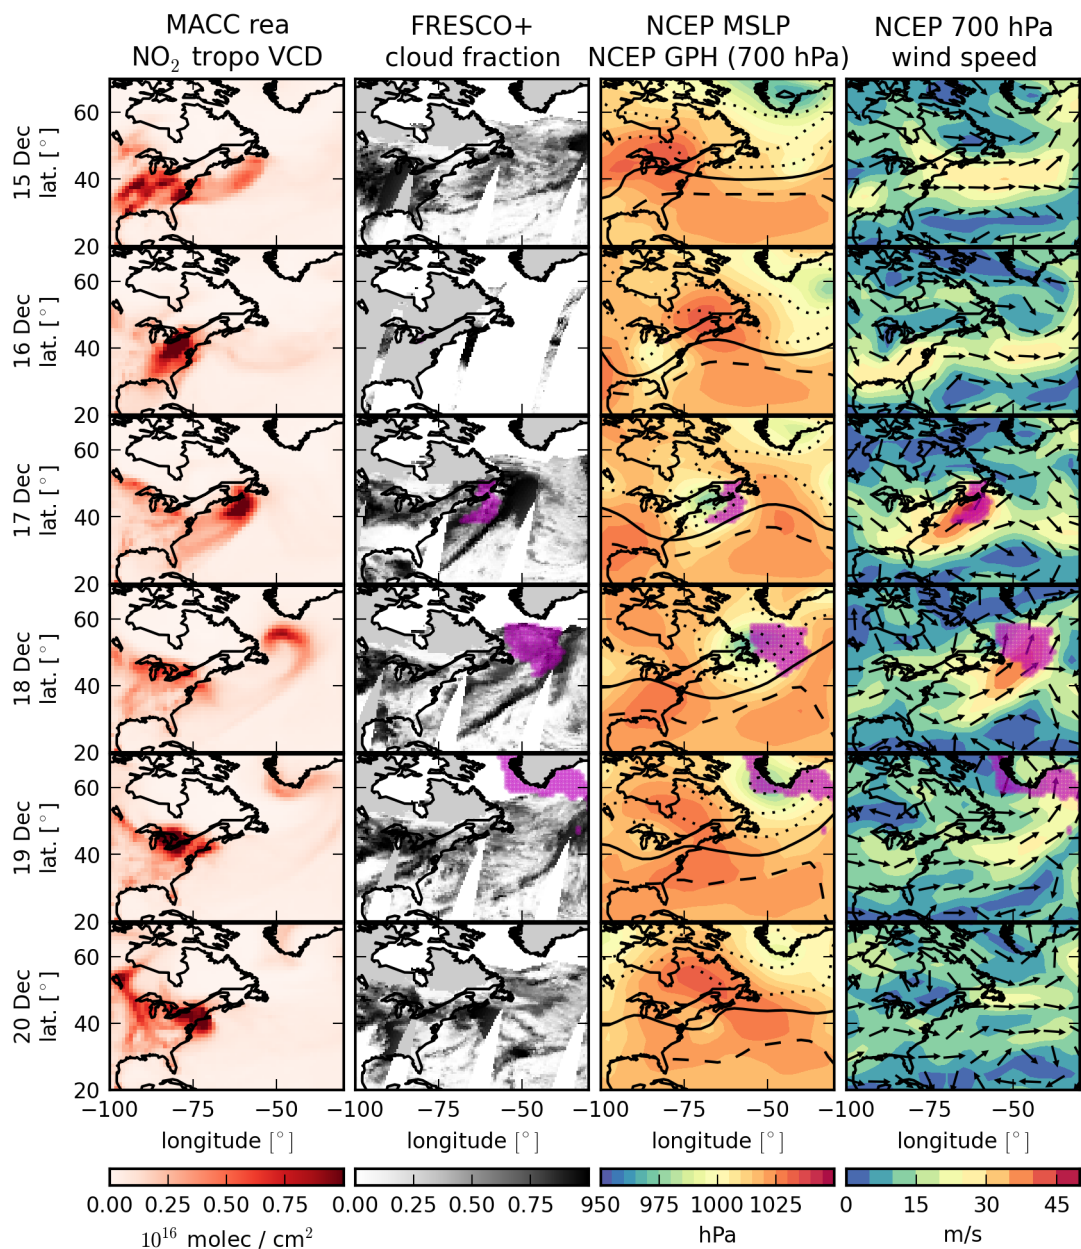 MACC rea
NO₂ tropo VCD
FRESCO+
cloud fraction
NCEP MSLP
NCEP GPH (700 hPa)
NCEP 700 hPa
wind speed
15 Dec
lat. [°]
60
40
20
16 Dec
lat. [°]
60
40
20
17 Dec
lat. [°]
60
40
20
18 Dec
lat. [°]
60
40
20
19 Dec
lat. [°]
60
40
20
20 Dec
lat. [°]
60
40
20
−100 −75 −50 −100 −75 −50 −100 −75 −50 −100 −75 −50
longitude [°] longitude [°] longitude [°] longitude [°]
0.00 0.25 0.50 0.75
10¹⁶ molec / cm²
0.00 0.25 0.50 0.75
950 975 1000 1025
hPa
0 15 30 45
m/s